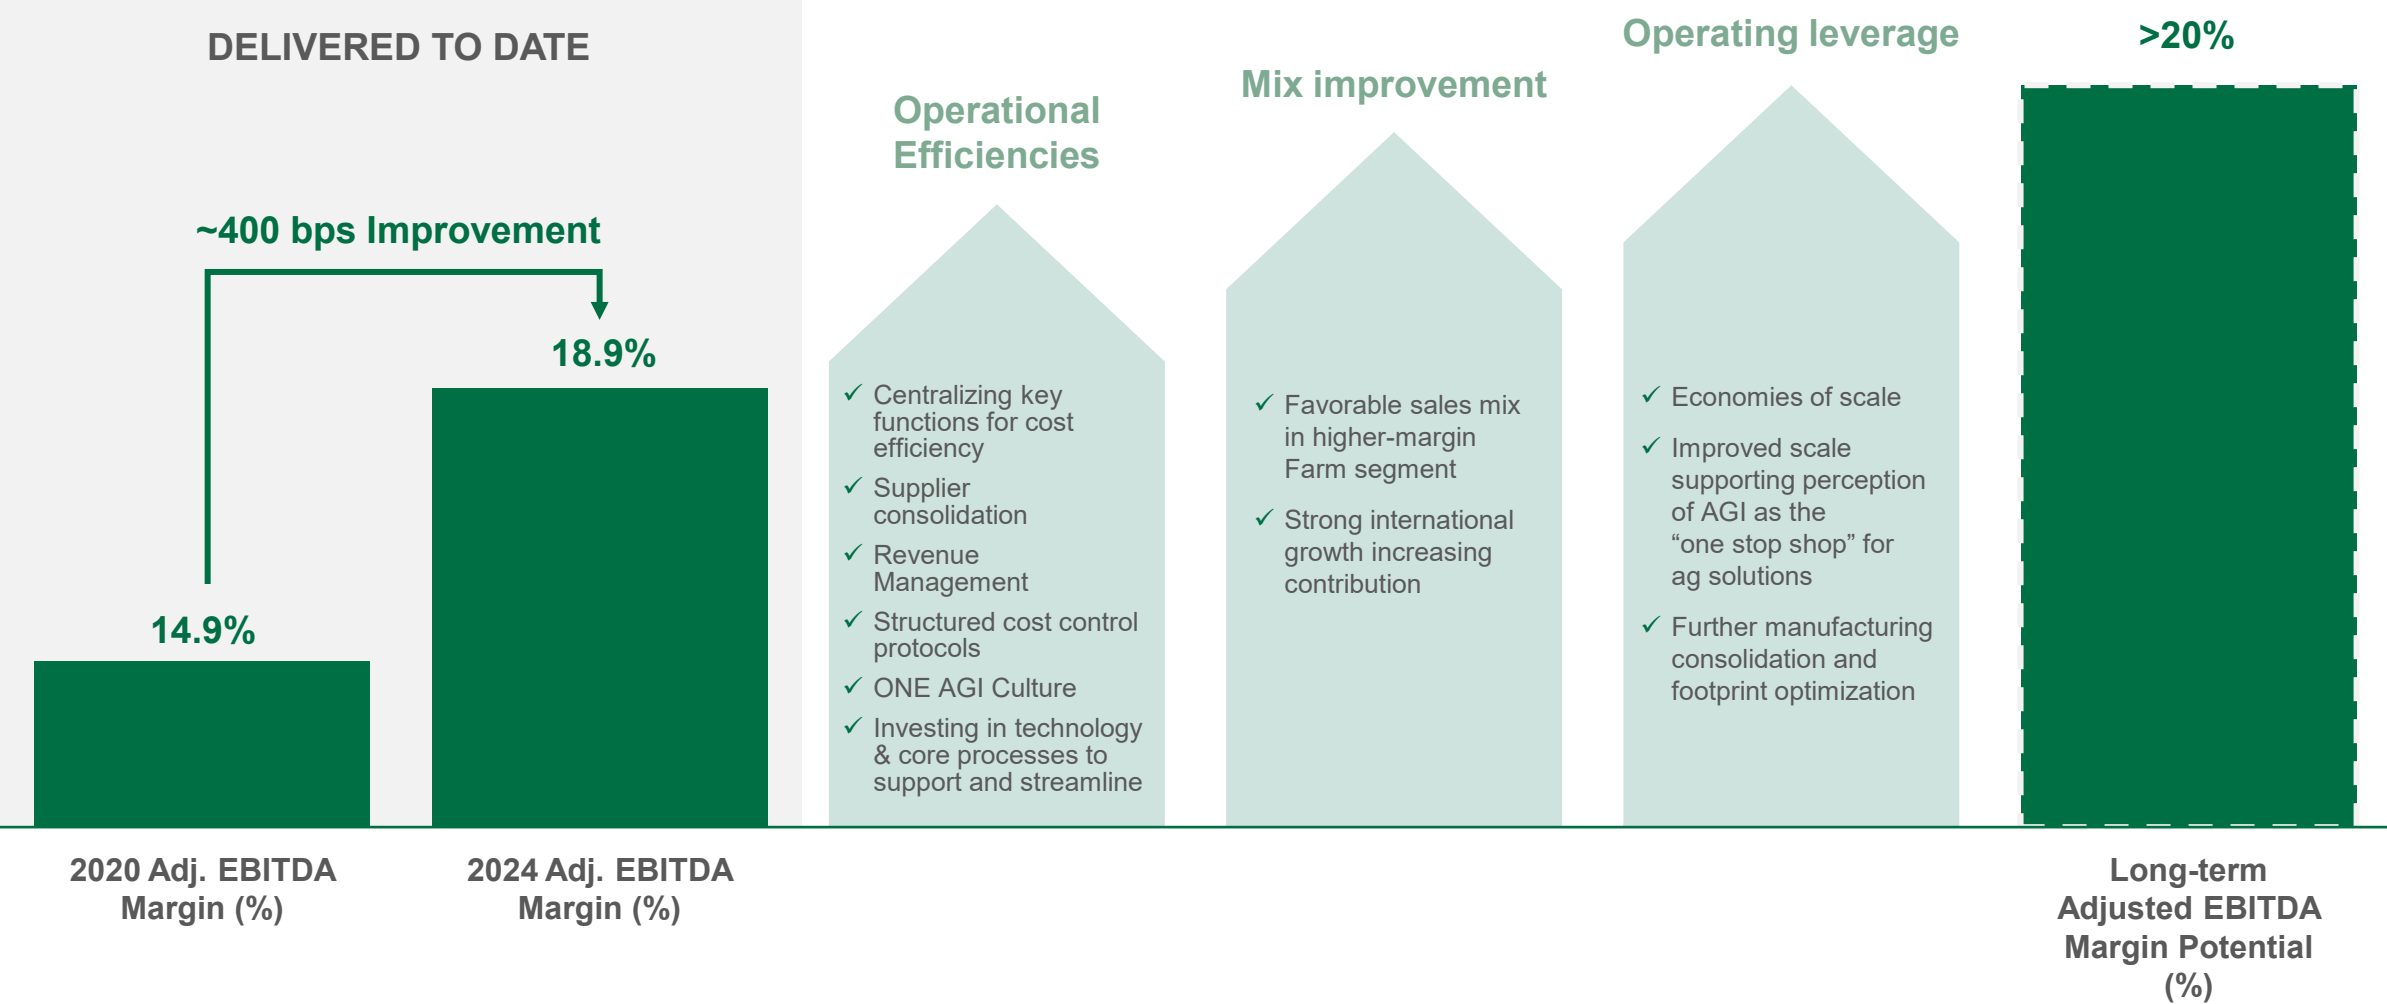 DELIVERED TO DATE
~400 bps Improvement
14.9%
18.9%
2020 Adj. EBITDA
Margin (%)
2024 Adj. EBITDA
Margin (%)
Operational
Efficiencies
✓ Centralizing key
functions for cost
efficiency
✓ Supplier
consolidation
✓ Revenue
Management
✓ Structured cost control
protocols
✓ ONE AGI Culture
✓ Investing in technology
& core processes to
support and streamline
Mix improvement
✓ Favorable sales mix
in higher-margin
Farm segment
✓ Strong international
growth increasing
contribution
Operating leverage
✓ Economies of scale
✓ Improved scale
supporting perception
of AGI as the
“one stop shop” for
ag solutions
✓ Further manufacturing
consolidation and
footprint optimization
>20%
Long-term
Adjusted EBITDA
Margin Potential
(%)